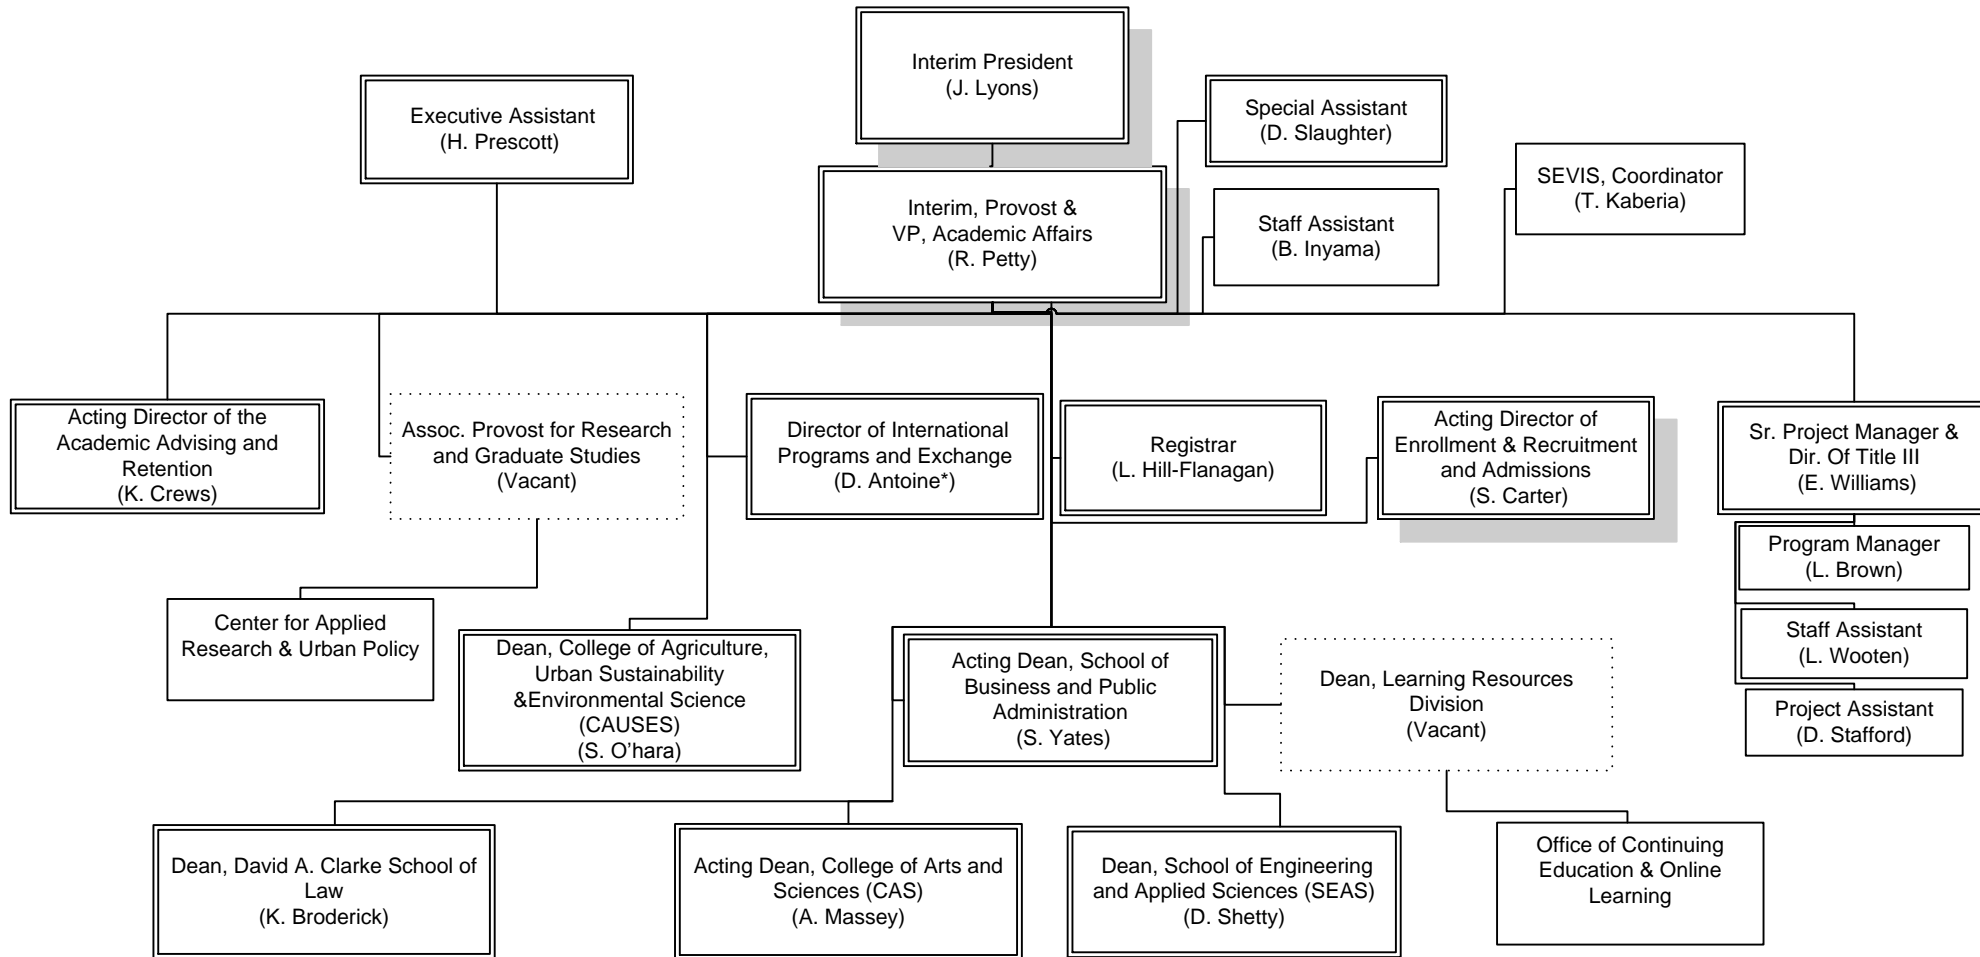 Interim President
(J. Lyons)
Executive Assistant
(H. Prescott)
Special Assistant
(D. Slaughter)
SEVIS, Coordinator
(T. Kaberia)
Interim, Provost &
VP, Academic Affairs
(R. Petty)
Staff Assistant
(B. Inyama)
Acting Director of the
Academic Advising and
Retention
(K. Crews)
Assoc. Provost for Research
and Graduate Studies
(Vacant)
Director of International
Programs and Exchange
(D. Antoine*)
Registrar
(L. Hill-Flanagan)
Acting Director of
Enrollment & Recruitment
and Admissions
(S. Carter)
Sr. Project Manager &
Dir. Of Title III
(E. Williams)
Program Manager
(L. Brown)
Staff Assistant
(L. Wooten)
Project Assistant
(D. Stafford)
Center for Applied
Research & Urban Policy
Dean, College of Agriculture,
Urban Sustainability
&Environmental Science
(CAUSES)
(S. O’hara)
Acting Dean, School of
Business and Public
Administration
(S. Yates)
Dean, Learning Resources
Division
(Vacant)
Dean, David A. Clarke School of
Law
(K. Broderick)
Acting Dean, College of Arts and
Sciences (CAS)
(A. Massey)
Dean, School of Engineering
and Applied Sciences (SEAS)
(D. Shetty)
Office of Continuing
Education & Online
Learning